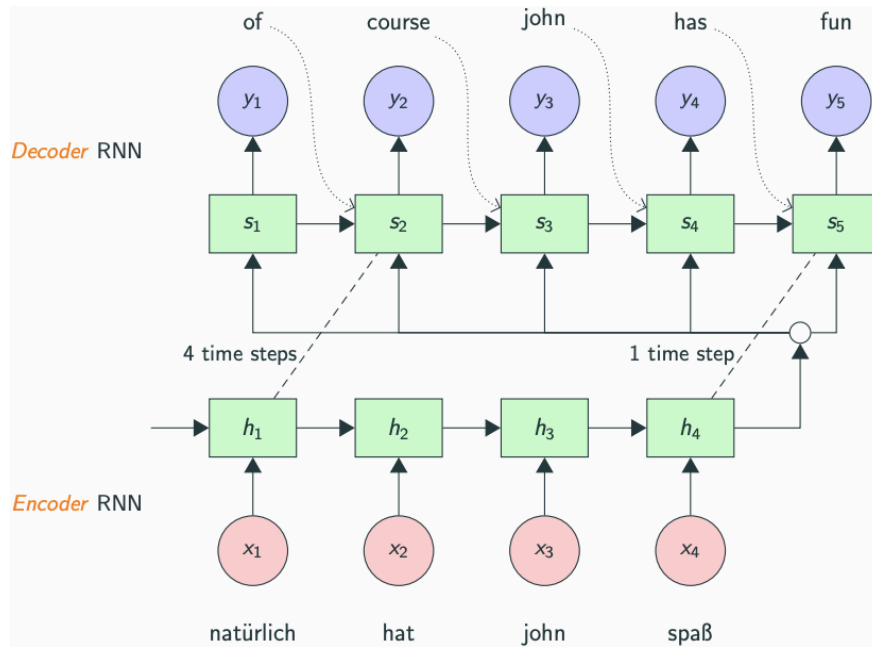 of course john has fun
y₁ y₂ y₃ y₄ y₅
Decoder RNN
s₁ s₂ s₃ s₄ s₅
4 time steps 1 time step
h₁ h₂ h₃ h₄
Encoder RNN
x₁ x₂ x₃ x₄
natürlich hat john spaß